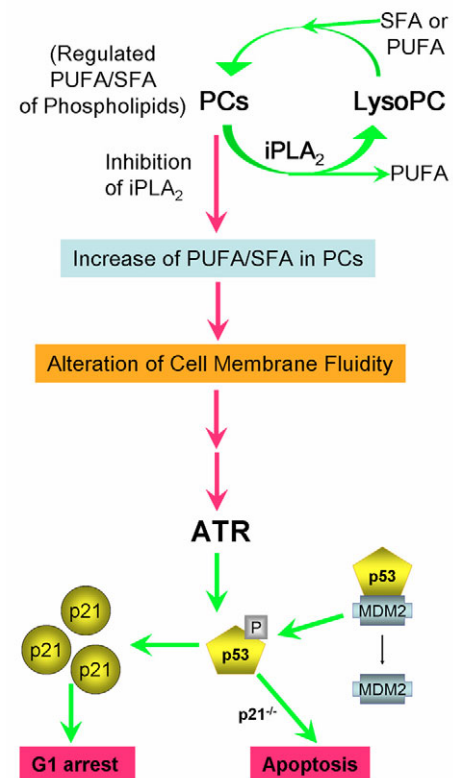 SFA or
PUFA
(Regulated
PUFA/SFA
of Phospholipids)
PCs
LysoPC
iPLA₂
PUFA
Inhibition
of iPLA₂
Increase of PUFA/SFA in PCs
Alteration of Cell Membrane Fluidity
ATR
p53
MDM2
P
p53
p21
p21
p21
MDM2
p21⁻/⁻
G1 arrest
Apoptosis